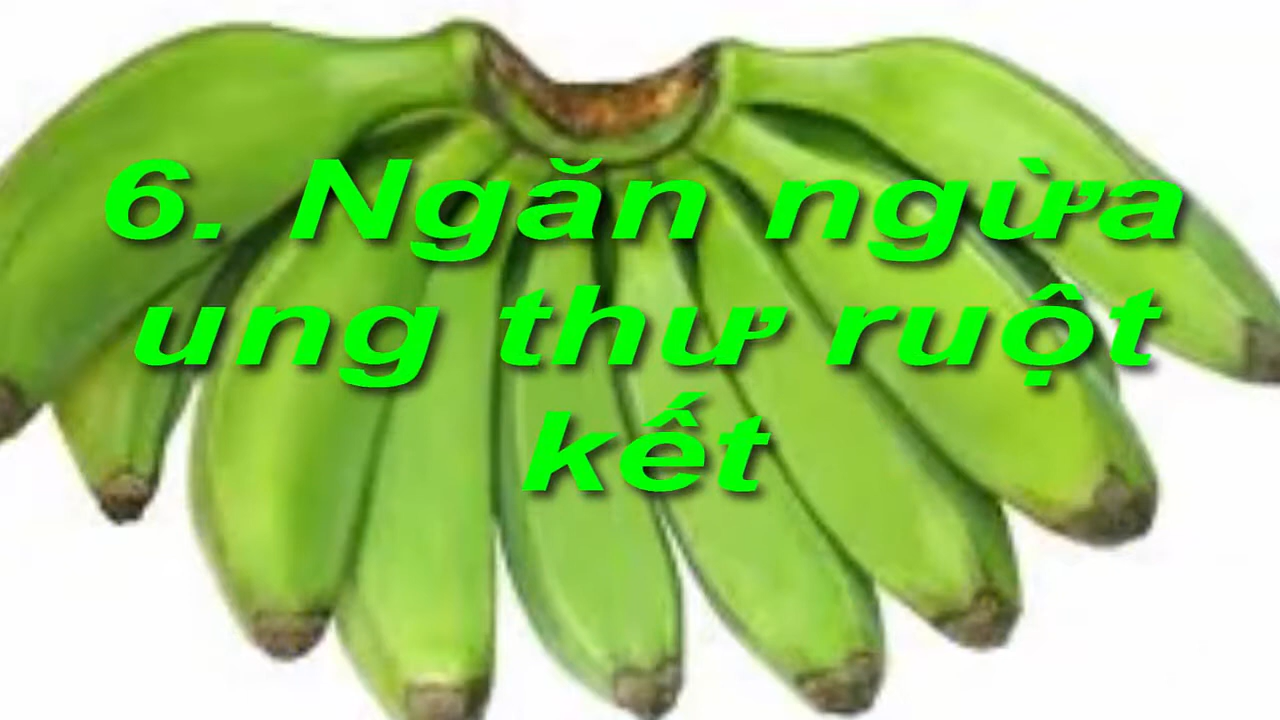 6. Ngăn ngừa
ung thư ruột
kết